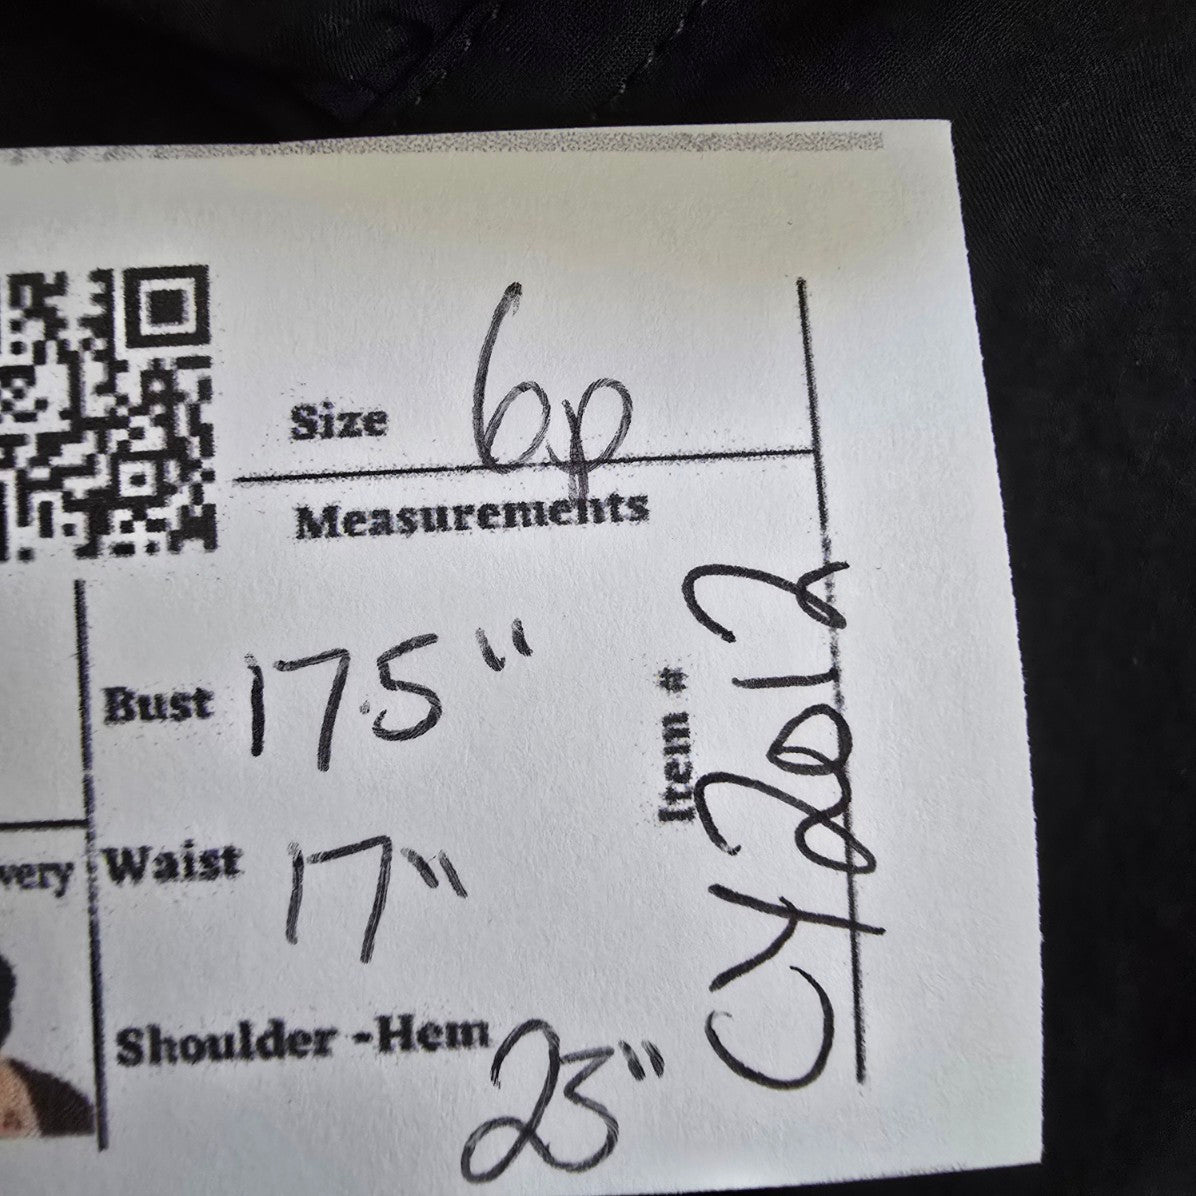 Size 6p
Measurements
Bust 17.5"
Item # CY2012
very
Waist 17"
Shoulder -Hem 23"